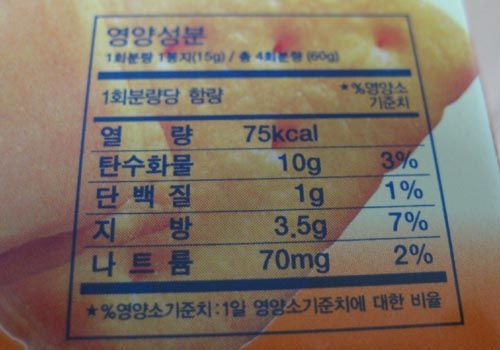 영양성분
1회분량 1봉지(15g) / 총 4회분량 (60g)
1회분량당 함량 ★%영양소
기준치
열 량 75kcal
탄수화물 10g 3%
단 백 질 1g 1%
지 방 3.5g 7%
나 트 륨 70mg 2%
★%영양소기준치:1일 영양소기준치에 대한 비율